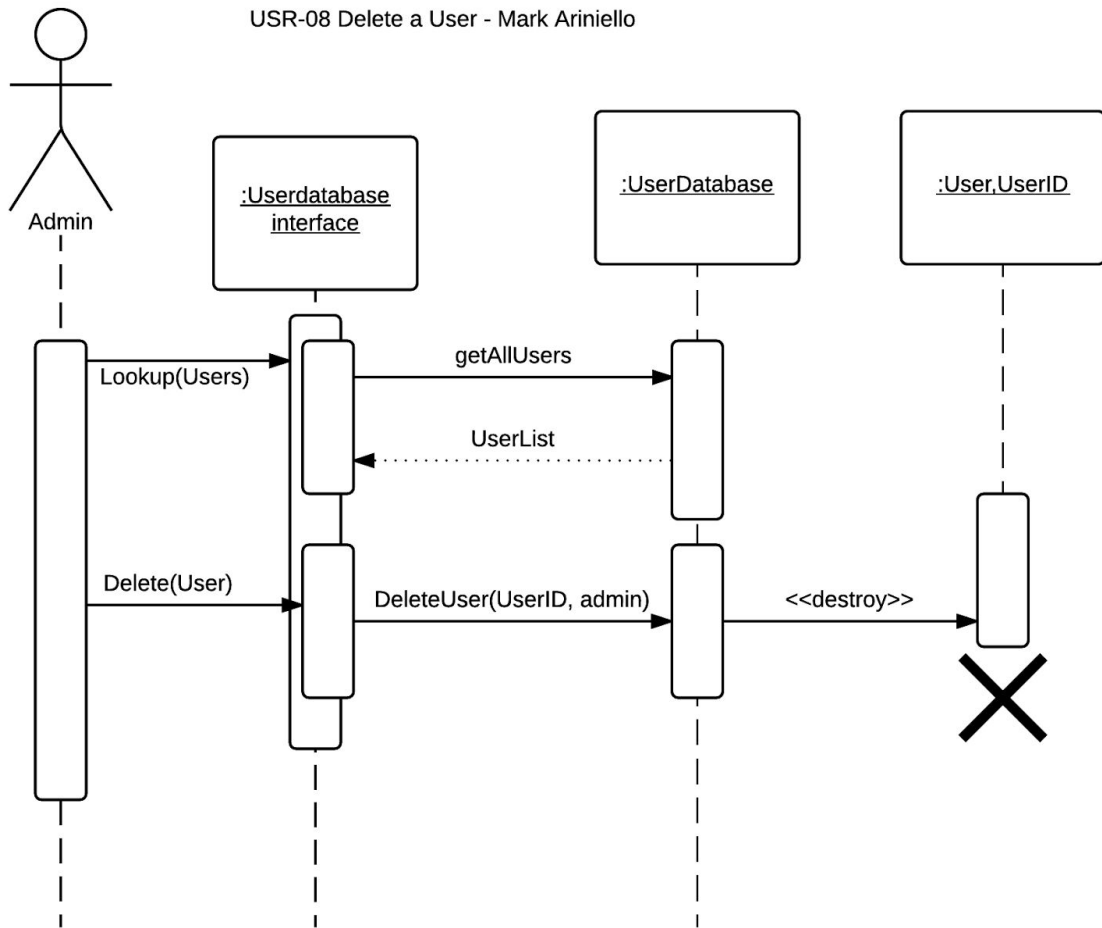 USR-08 Delete a User - Mark Ariniello
Admin
:Userdatabase
interface
:UserDatabase
:User,UserID
Lookup(Users)
getAllUsers
UserList
Delete(User)
DeleteUser(UserID, admin)
<<destroy>>